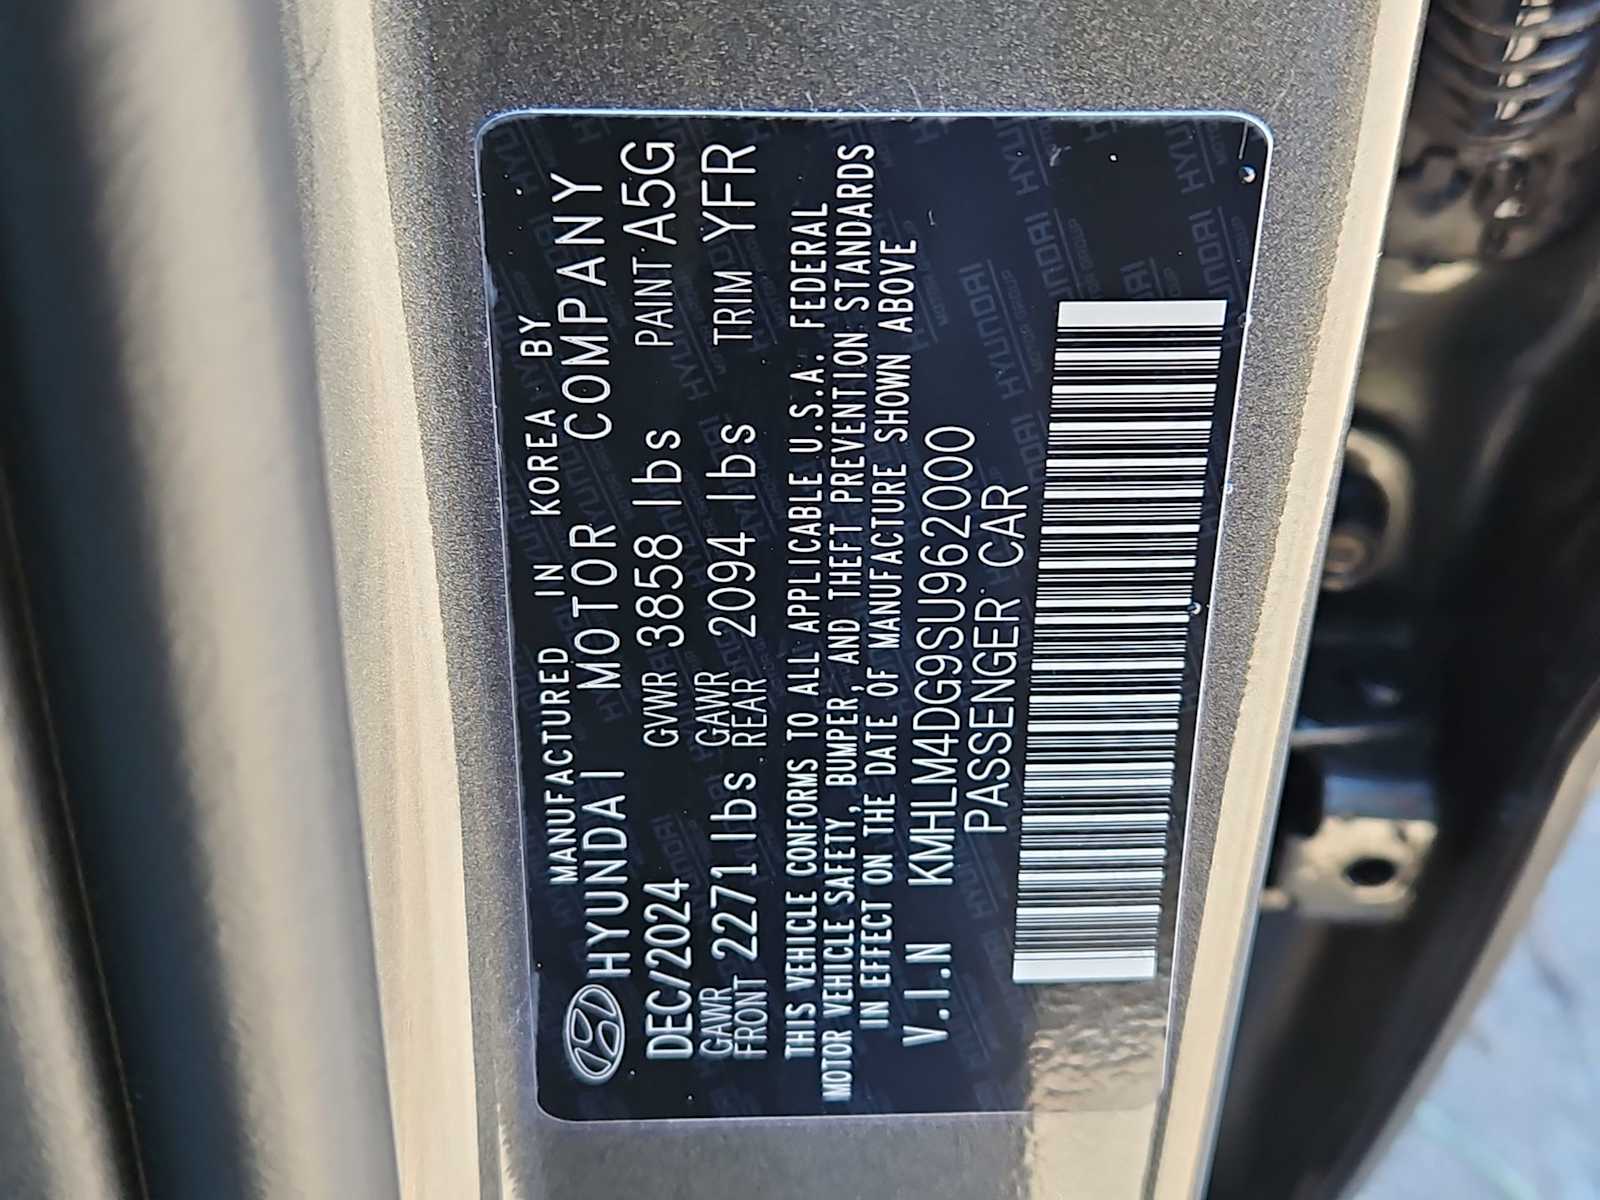 MANUFACTURED IN KOREA BY
HYUNDAI MOTOR COMPANY
DEC/2024 GVWR 3858 lbs PAINT A5G
GAWR FRONT 2271 lbs GAWR REAR 2094 lbs TRIM YFR
THIS VEHICLE CONFORMS TO ALL APPLICABLE U.S.A. FEDERAL
MOTOR VEHICLE SAFETY, BUMPER, AND THEFT PREVENTION STANDARDS
IN EFFECT ON THE DATE OF MANUFACTURE SHOWN ABOVE
V.I.N KMHLM4DG9SU962000
PASSENGER CAR